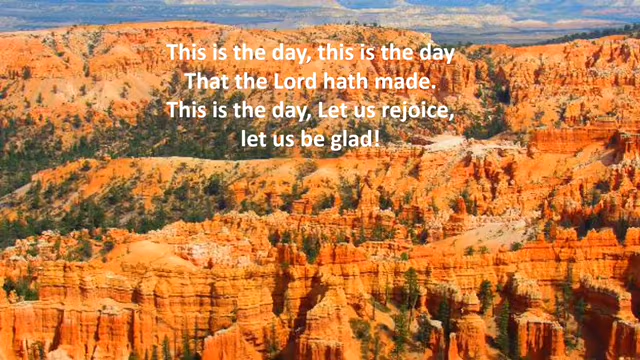 This is the day, this is the day
That the Lord hath made.
This is the day, Let us rejoice,
let us be glad!